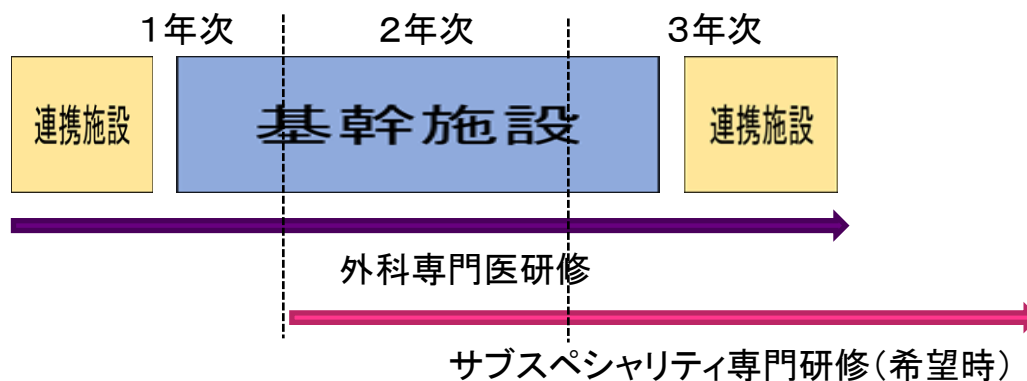 1年次 2年次 3年次
連携施設 基幹施設 連携施設
外科専門医研修
サブスペシャリティ専門研修(希望時)